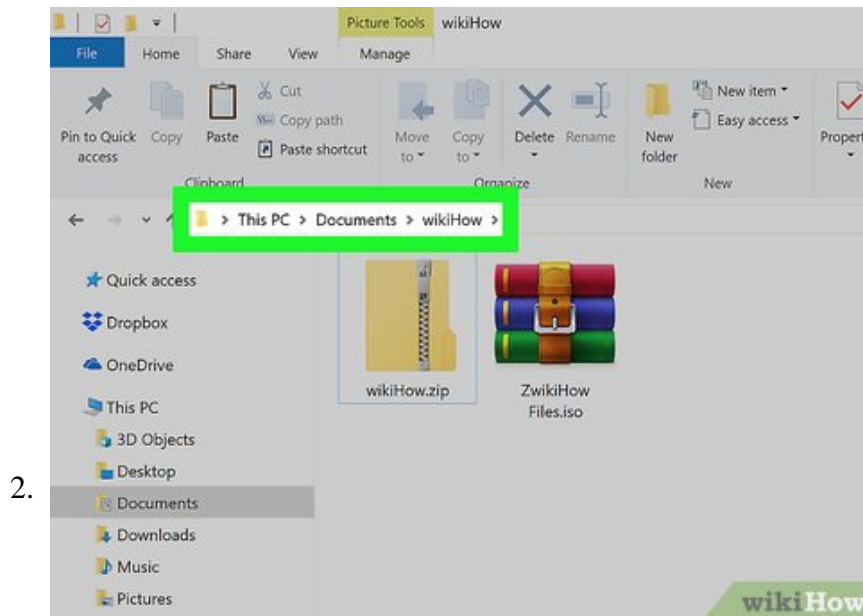 Picture Tools wikiHow
File Home Share View Manage
Pin to Quick access
Copy
Paste
Cut
Copy path
Paste shortcut
Move to
Copy to
Delete
Rename
New folder
New item
Easy access
Propert
Clipboard
Organize
New
> This PC > Documents > wikiHow >
Quick access
Dropbox
OneDrive
This PC
3D Objects
Desktop
Documents
Downloads
Music
Pictures
wikiHow.zip
ZwikiHow
Files.iso
2.
wikiHow